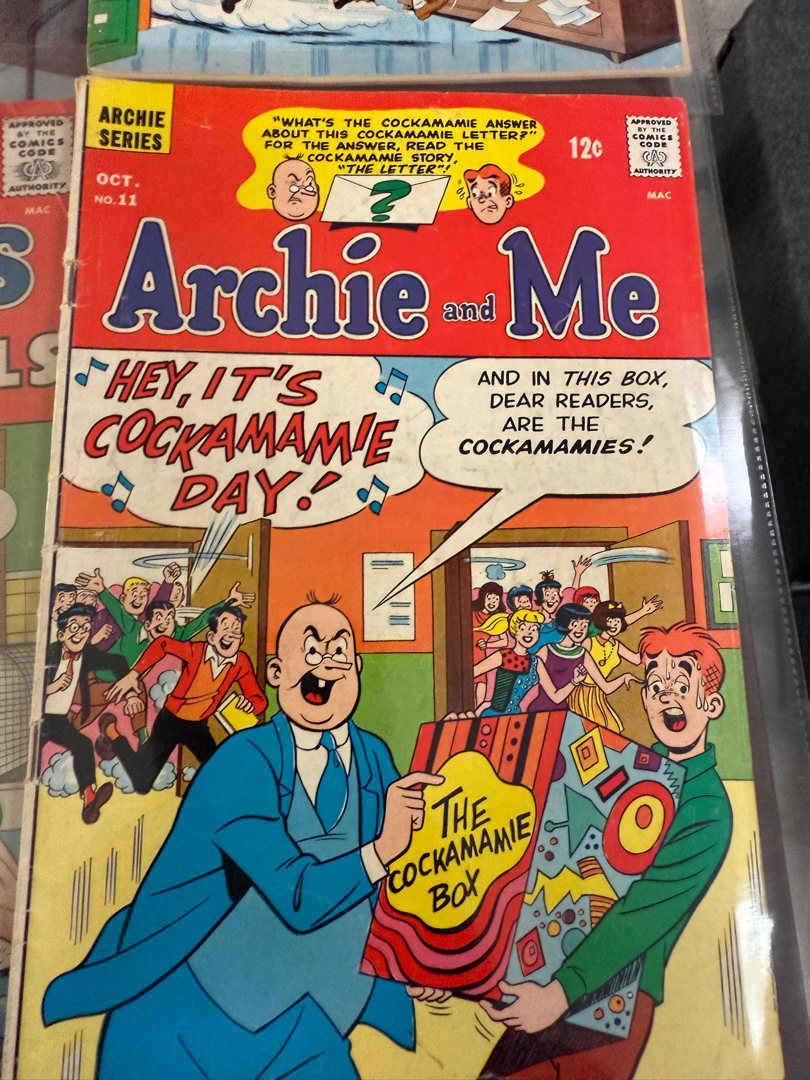 ARCHIE
SERIES
"WHAT'S THE COCKAMAMIE ANSWER
ABOUT THIS COCKAMAMIE LETTER?"
FOR THE ANSWER, READ THE
COCKAMAMIE STORY,
"THE LETTER"!
?
12¢
APPROVED
BY THE
COMICS
CODE
CA
AUTHORITY
MAC
OCT.
NO. 11
Archie and Me
HEY, IT'S
COCKAMAMIE
DAY!
AND IN THIS BOX,
DEAR READERS,
ARE THE
COCKAMAMIES!
THE
COCKAMAMIE
BOX
APPROVED
BY THE
COMICS
CODE
CA
AUTHORITY
MAC
S
LS